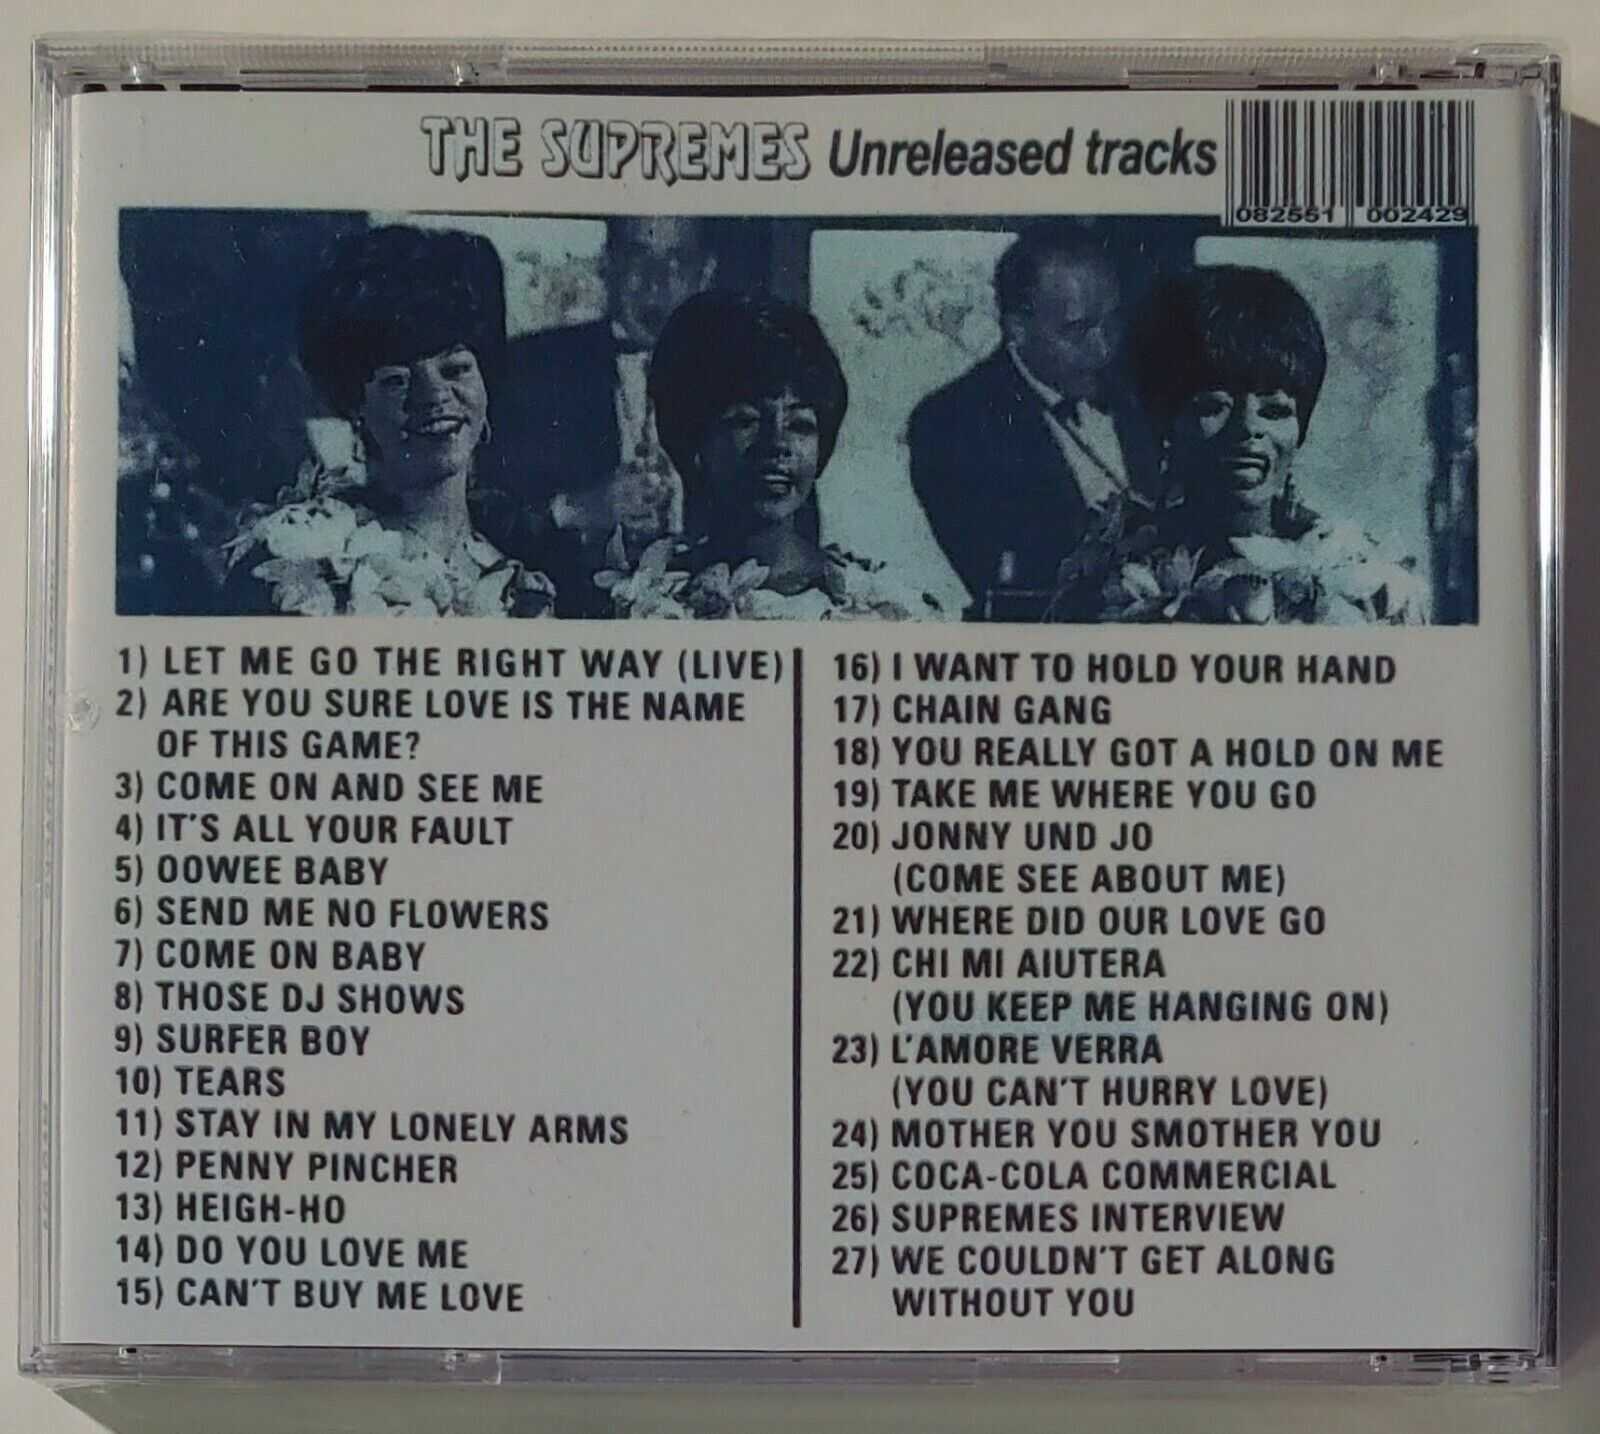 THE SUPREMES Unreleased tracks
082551 002429
1) LET ME GO THE RIGHT WAY (LIVE)
2) ARE YOU SURE LOVE IS THE NAME
OF THIS GAME?
3) COME ON AND SEE ME
4) IT'S ALL YOUR FAULT
5) OOWEE BABY
6) SEND ME NO FLOWERS
7) COME ON BABY
8) THOSE DJ SHOWS
9) SURFER BOY
10) TEARS
11) STAY IN MY LONELY ARMS
12) PENNY PINCHER
13) HEIGH-HO
14) DO YOU LOVE ME
15) CAN'T BUY ME LOVE
16) I WANT TO HOLD YOUR HAND
17) CHAIN GANG
18) YOU REALLY GOT A HOLD ON ME
19) TAKE ME WHERE YOU GO
20) JONNY UND JO
(COME SEE ABOUT ME)
21) WHERE DID OUR LOVE GO
22) CHI MI AIUTERA
(YOU KEEP ME HANGING ON)
23) L'AMORE VERRA
(YOU CAN'T HURRY LOVE)
24) MOTHER YOU SMOTHER YOU
25) COCA-COLA COMMERCIAL
26) SUPREMES INTERVIEW
27) WE COULDN'T GET ALONG
WITHOUT YOU